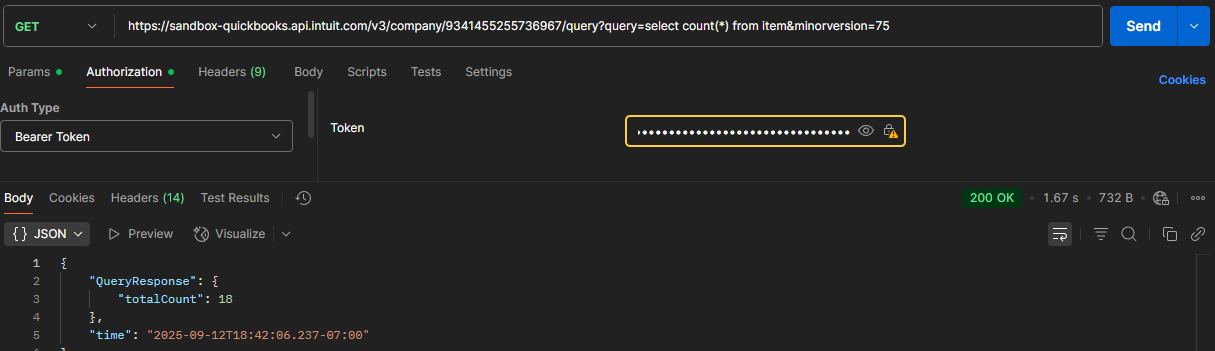 GET https://sandbox-quickbooks.api.intuit.com/v3/company/9341455255736967/query?query=select count(*) from item&minorversion=75 Send
Params Authorization Headers (9) Body Scripts Tests Settings Cookies
Auth Type
Bearer Token
Token
Body Cookies Headers (14) Test Results 200 OK 1.67 s 732 B
{} JSON Preview Visualize
1 {
2 "QueryResponse": {
3 "totalCount": 18
4 },
5 "time": "2025-09-12T18:42:06.237-07:00"